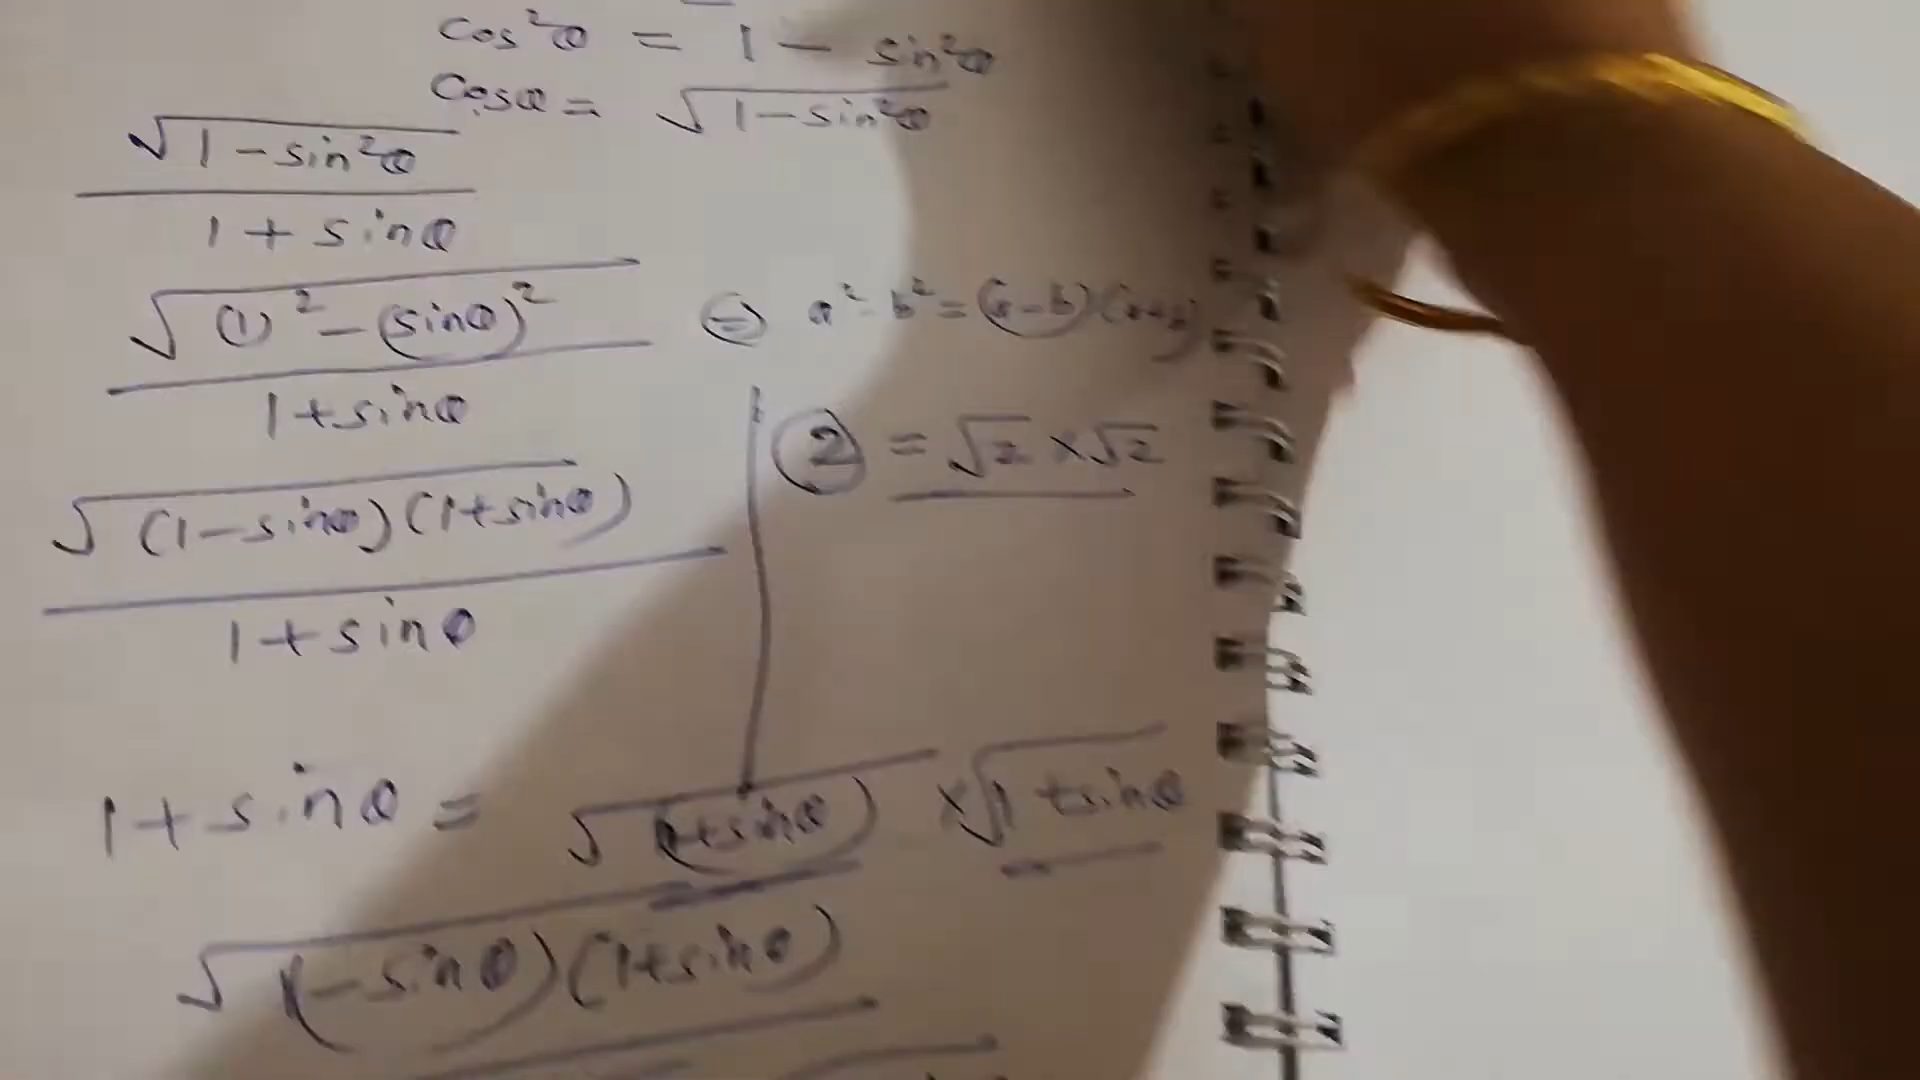 cos²θ = 1 - sin²θ
cosθ = √(1-sin²θ)
√(1-sin²θ)
1 + sinθ
√((1)² - (sinθ)²) ⇒ a² - b² = (a-b)(a+b)
1+sinθ
② = √2 × √2
√((1-sinθ)(1+sinθ))
1+sinθ
1+sinθ = √(1+sinθ) × √(1+sinθ)
√((1-sinθ)(1+sinθ))